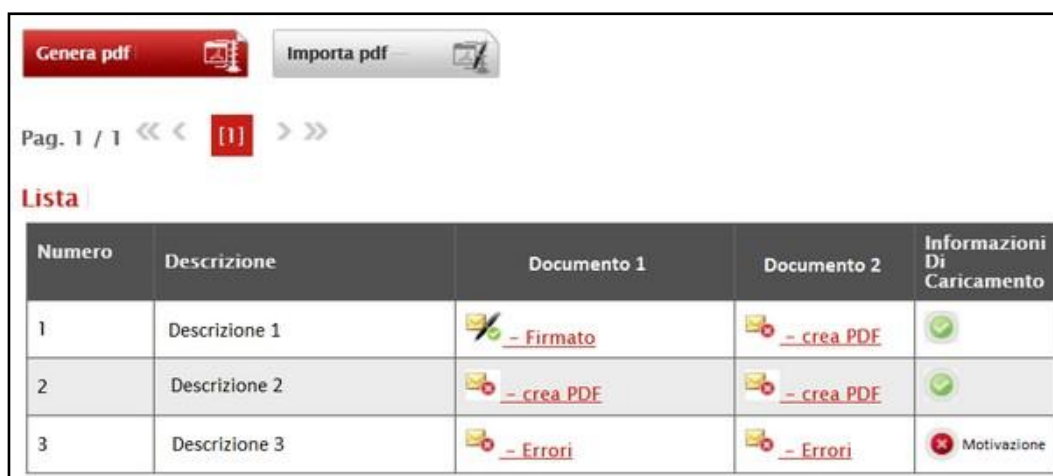 Genera pdf Importa pdf
Pag. 1 / 1 « < [1] > »
Lista
Numero Descrizione Documento 1 Documento 2 Informazioni Di Caricamento
1 Descrizione 1 - Firmato - crea PDF
2 Descrizione 2 - crea PDF - crea PDF
3 Descrizione 3 - Errori - Errori Motivazione